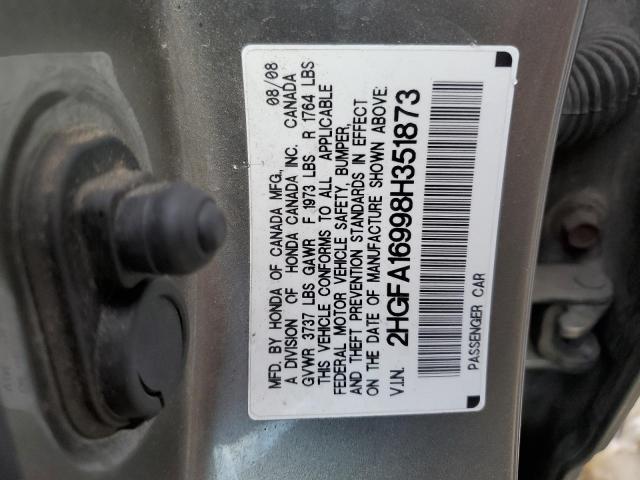 MFD. BY HONDA OF CANADA MFG., 08/08
A DIVISION OF HONDA CANADA INC. CANADA
GVWR 3737 LBS GAWR F 1973 LBS R 1764 LBS
THIS VEHICLE CONFORMS TO ALL APPLICABLE
FEDERAL MOTOR VEHICLE SAFETY, BUMPER,
AND THEFT PREVENTION STANDARDS IN EFFECT
ON THE DATE OF MANUFACTURE SHOWN ABOVE.
V.I.N. 2HGFA16998H351873
PASSENGER CAR